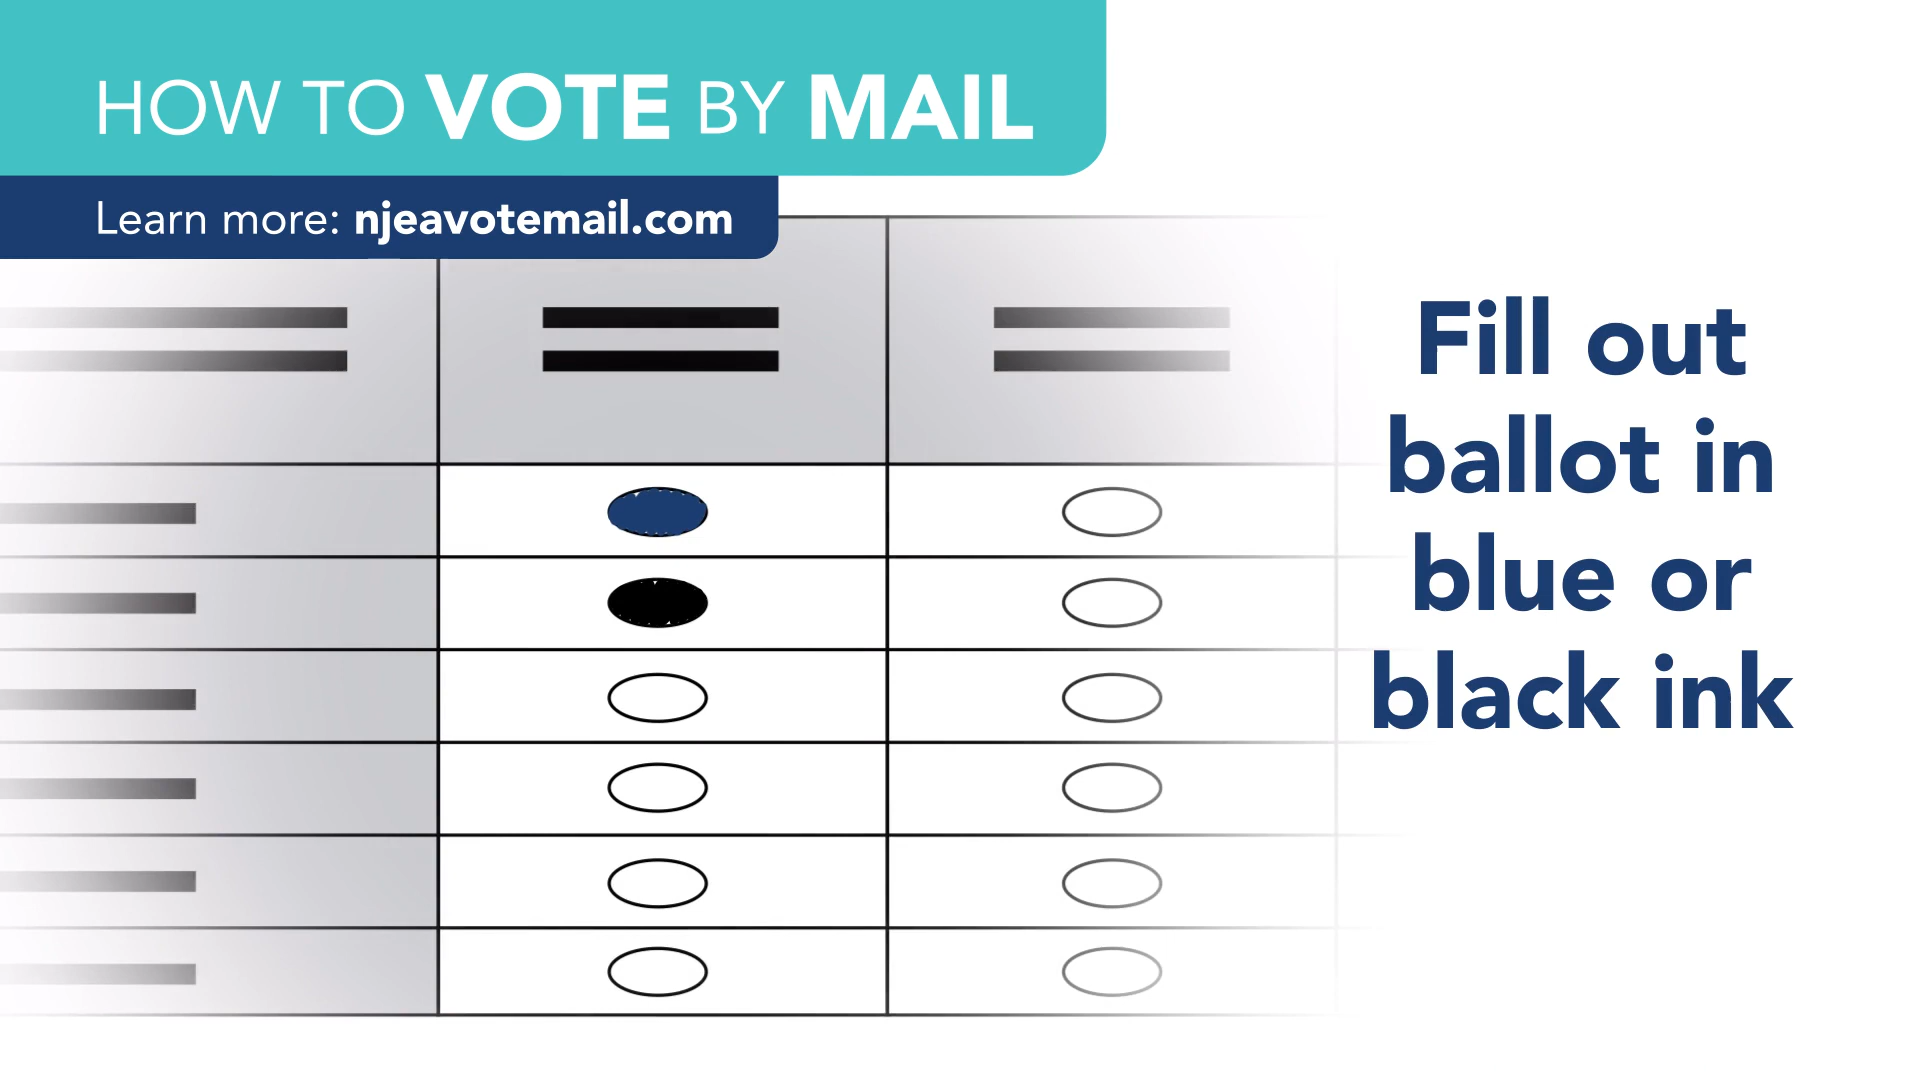 HOW TO VOTE BY MAIL
Learn more: njeavotemail.com
Fill out
ballot in
blue or
black ink